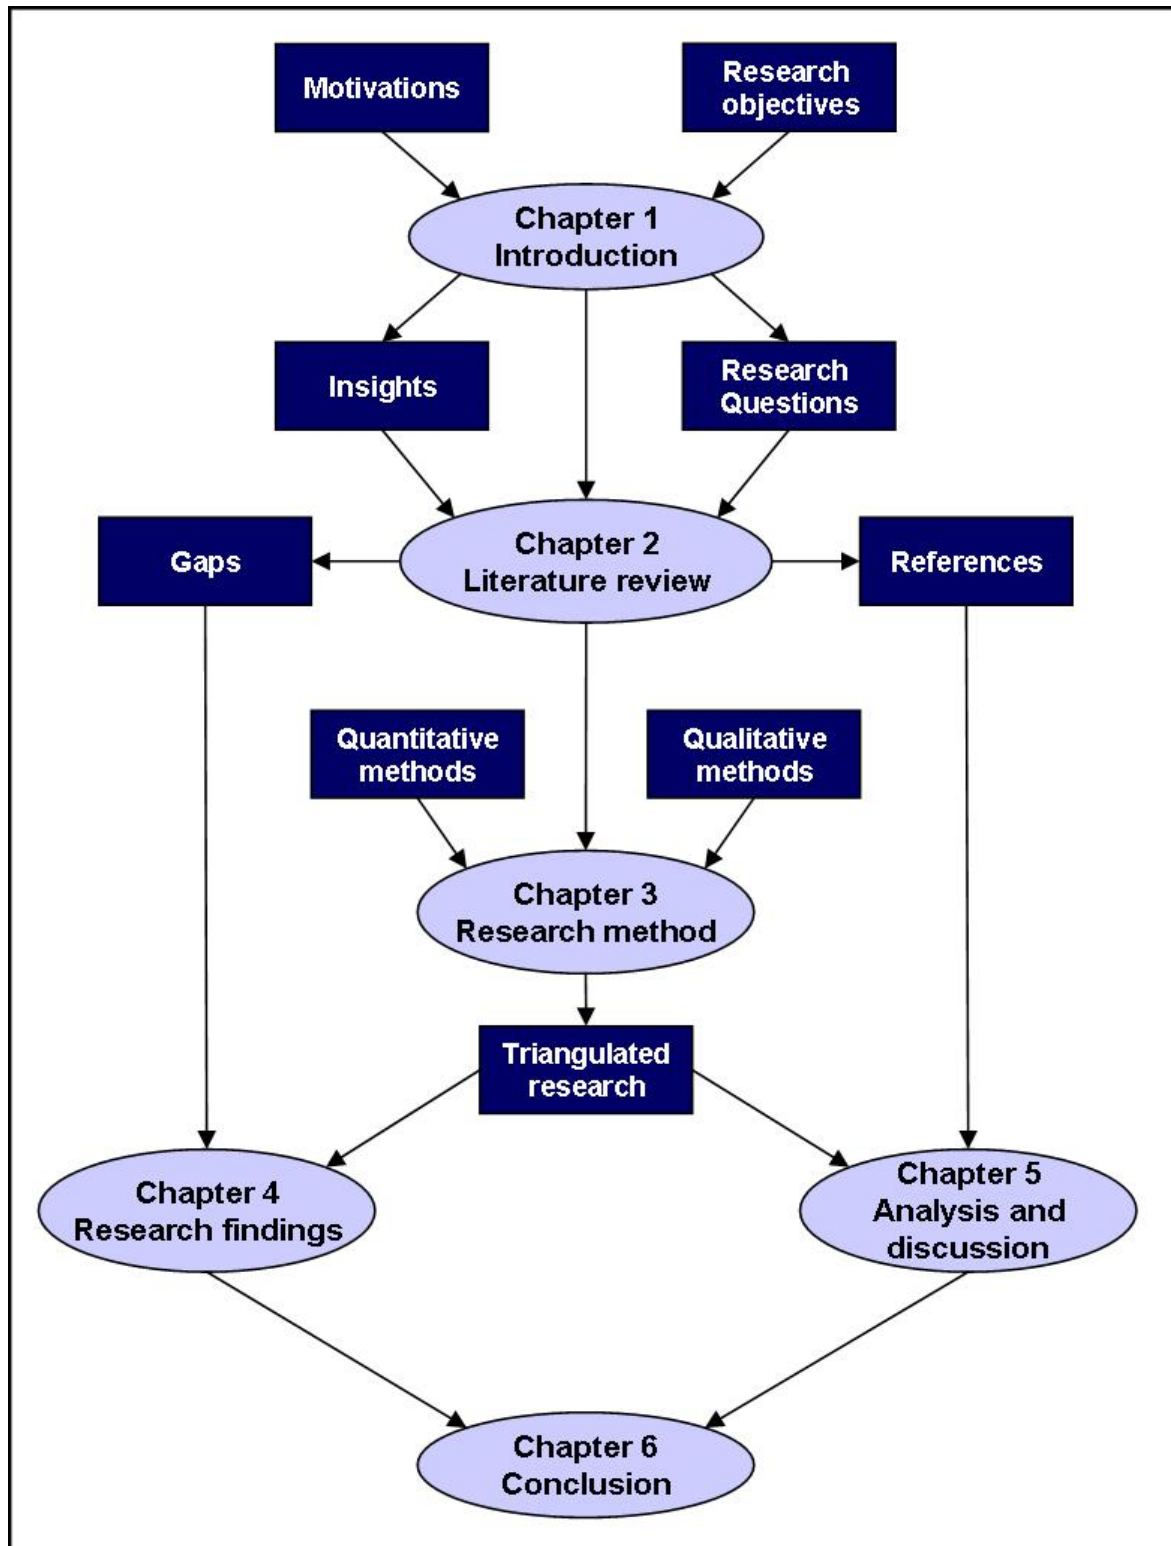 Motivations
Research
objectives
Chapter 1
Introduction
Insights
Research
Questions
Gaps
Chapter 2
Literature review
References
Quantitative
methods
Qualitative
methods
Chapter 3
Research method
Triangulated
research
Chapter 4
Research findings
Chapter 5
Analysis and
discussion
Chapter 6
Conclusion